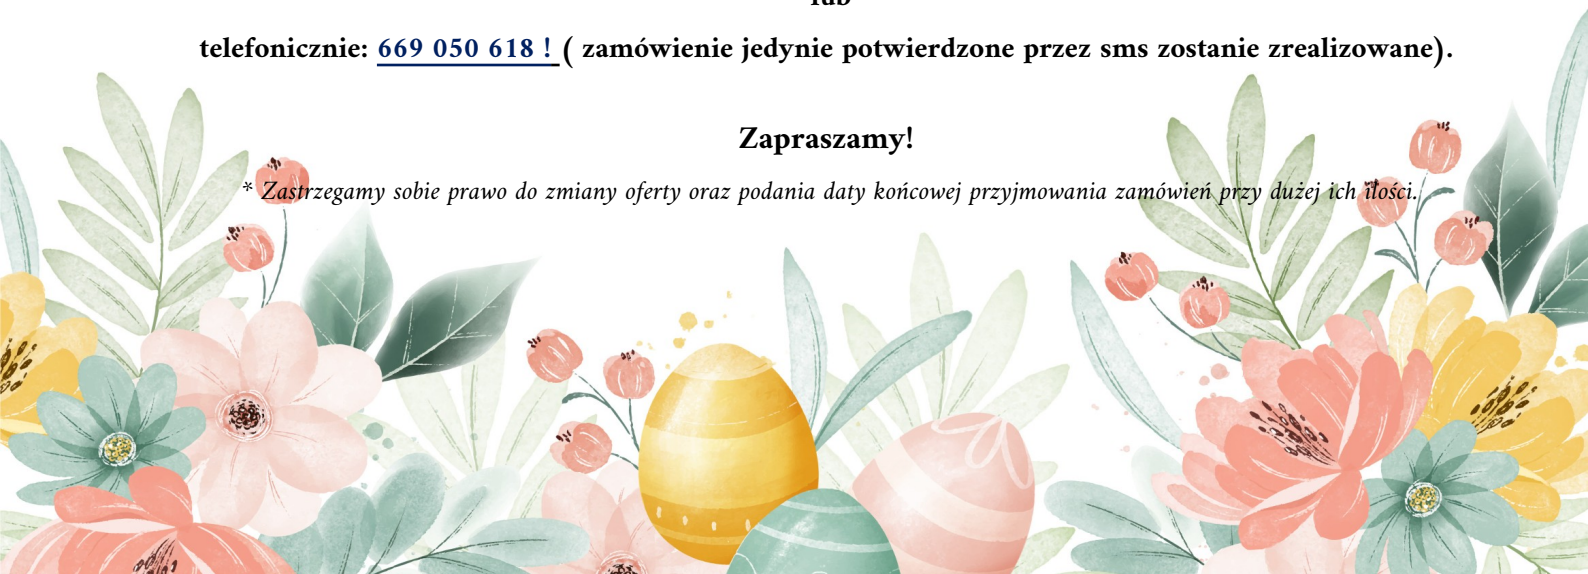 lub
telefonicznie: 669 050 618 ! ( zamówienie jedynie potwierdzone przez sms zostanie zrealizowane).
Zapraszamy!
* Zastrzegamy sobie prawo do zmiany oferty oraz podania daty końcowej przyjmowania zamówień przy dużej ich ilości.